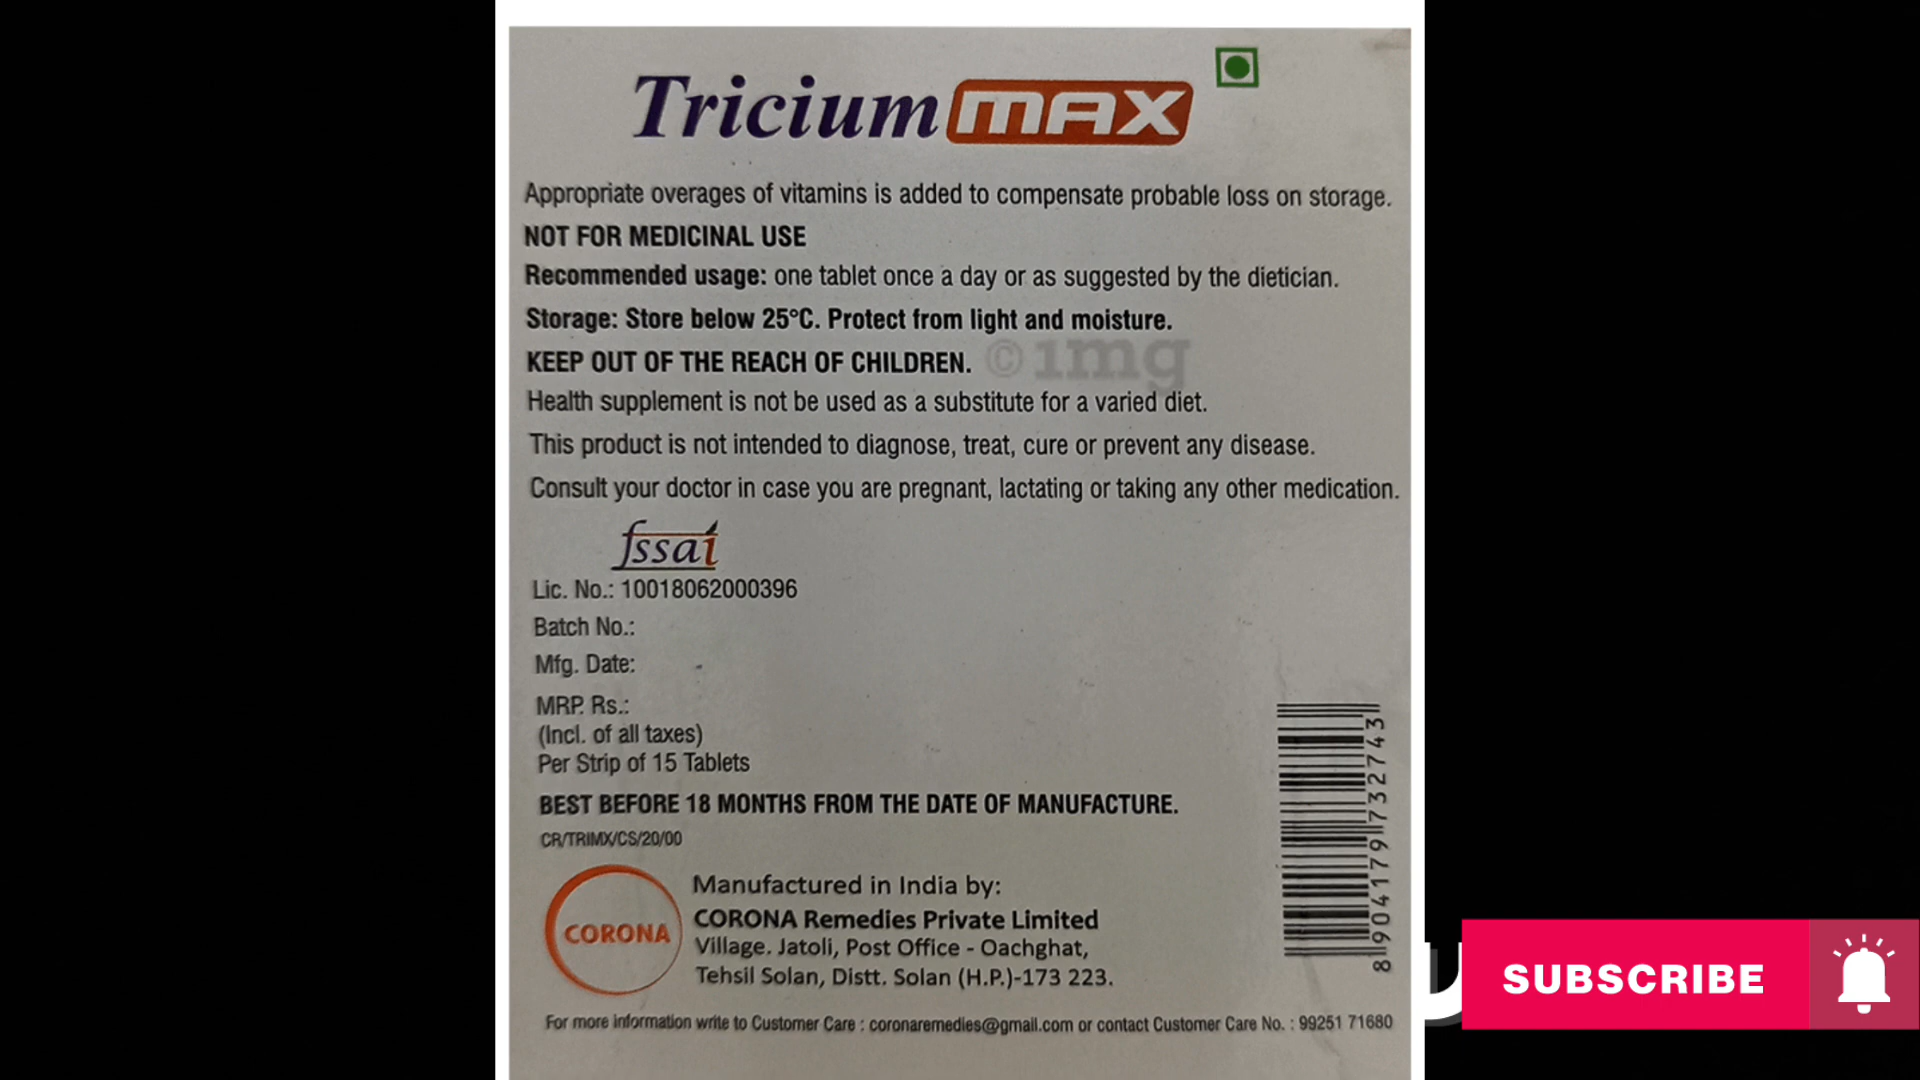 Tricium MAX
Appropriate overages of vitamins is added to compensate probable loss on storage.
NOT FOR MEDICINAL USE
Recommended usage: one tablet once a day or as suggested by the dietician.
Storage: Store below 25°C. Protect from light and moisture.
KEEP OUT OF THE REACH OF CHILDREN.
© 1mg
Health supplement is not be used as a substitute for a varied diet.
This product is not intended to diagnose, treat, cure or prevent any disease.
Consult your doctor in case you are pregnant, lactating or taking any other medication.
fssai
Lic. No.: 10018062000396
Batch No.:
Mfg. Date:
MRP. Rs.:
(Incl. of all taxes)
Per Strip of 15 Tablets
BEST BEFORE 18 MONTHS FROM THE DATE OF MANUFACTURE.
CR/TRIMX/CS/20/00
CORONA
Manufactured in India by:
CORONA Remedies Private Limited
Village. Jatoli, Post Office - Oachghat,
Tehsil Solan, Distt. Solan (H.P.)-173 223.
For more information write to Customer Care : coronaremedies@gmail.com or contact Customer Care No. : 99251 71680
8904179732743
SUBSCRIBE